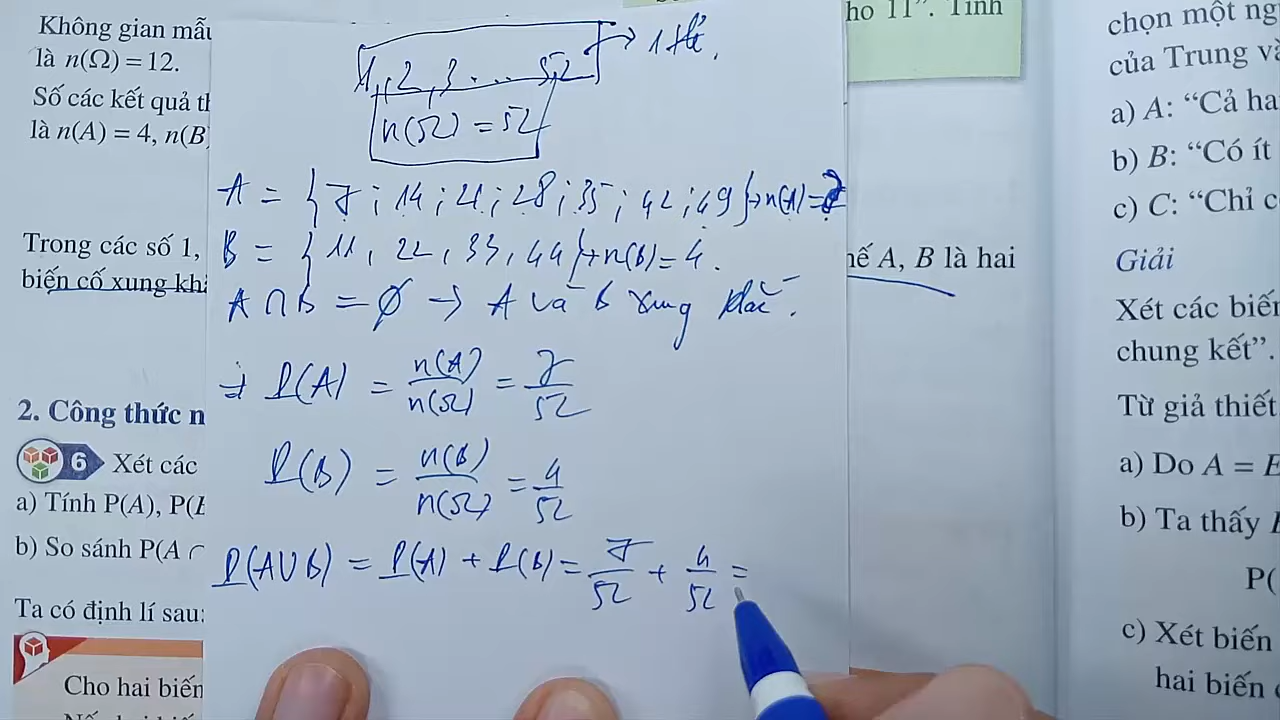 Không gian mẫu
là n(Ω) = 12.
Số các kết quả th
là n(A) = 4, n(B
Trong các số 1,
biến cố xung khắ
2. Công thức n
6 Xét các
a) Tính P(A), P(B
b) So sánh P(A ∩
Ta có định lí sau:
Cho hai biến
1, 2, 3 ... 52 → 1 thẻ.
n(Ω) = 52
A = { 7 ; 14 ; 21 ; 28 ; 35 ; 42 ; 49 } → n(A) = 7
B = { 11, 22, 33, 44 } → n(B) = 4.
A ∩ B = ∅ → A và B xung khắc.
⇒ P(A) = n(A)/n(Ω) = 7/52
P(B) = n(B)/n(Ω) = 4/52
P(A∪B) = P(A) + P(B) = 7/52 + 4/52 =
ho 11". Tính
A, B là hai
chọn một ng
của Trung và
a) A: “Cả ha
b) B: “Có ít
c) C: “Chỉ c
Giải
Xét các biến
chung kết”.
Từ giả thiết
a) Do A = E
b) Ta thấy
P(
c) Xét biến
hai biến c